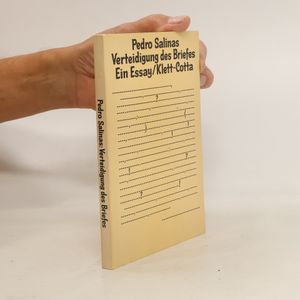 Pedro Salinas
Verteidigung des Briefes
Ein Essay/Klett-Cotta
Pedro Salinas: Verteidigung des Briefes